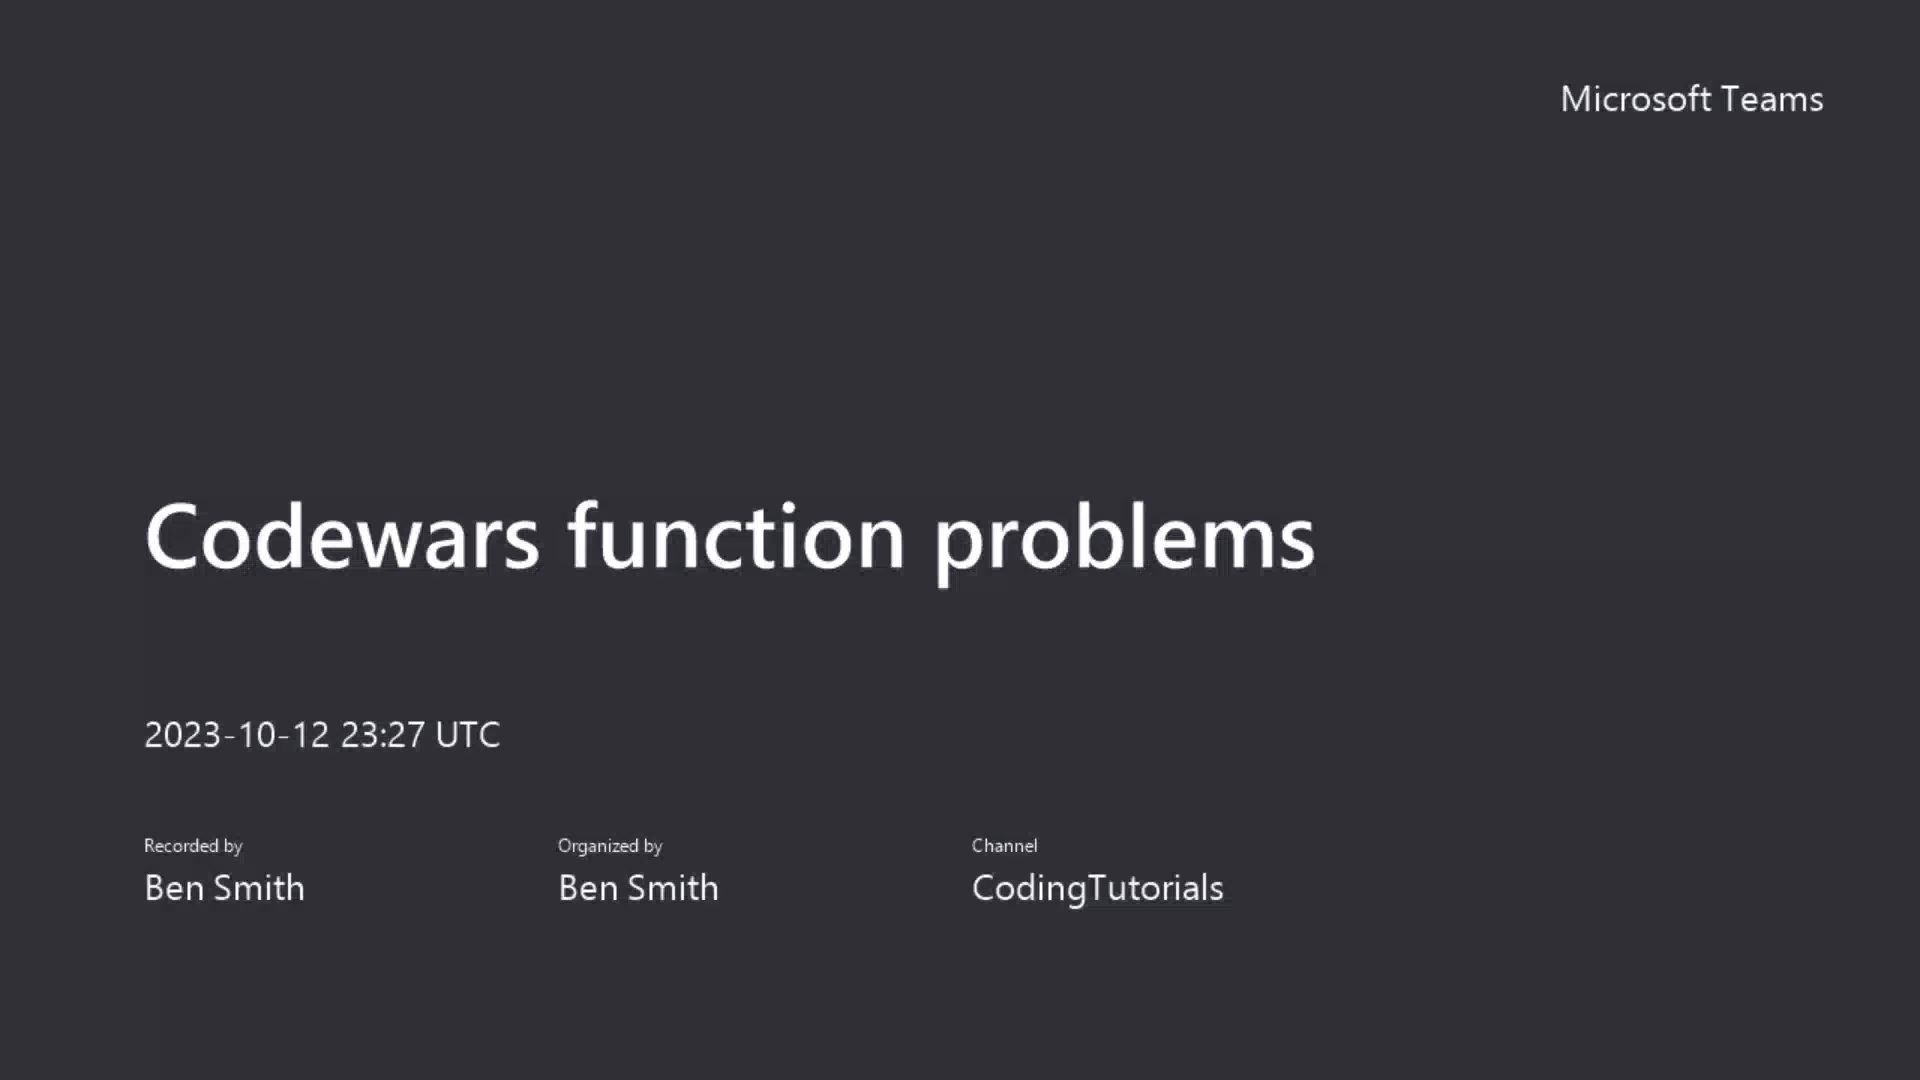 Microsoft Teams
Codewars function problems
2023-10-12 23:27 UTC
Recorded by
Ben Smith
Organized by
Ben Smith
Channel
CodingTutorials